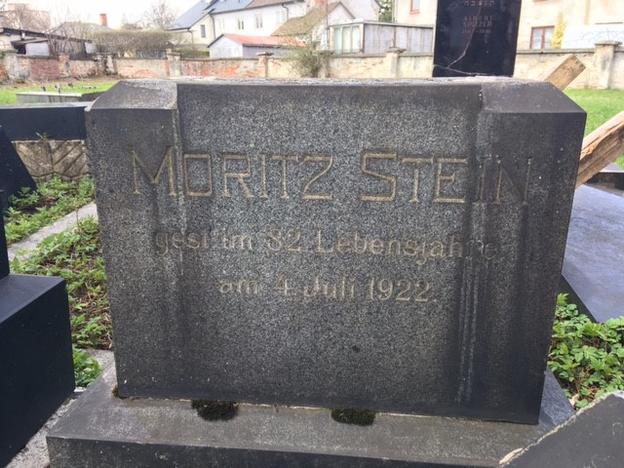 MORITZ STEIN
gest. im 82. Lebensjahre
am 4. Juli 1922.